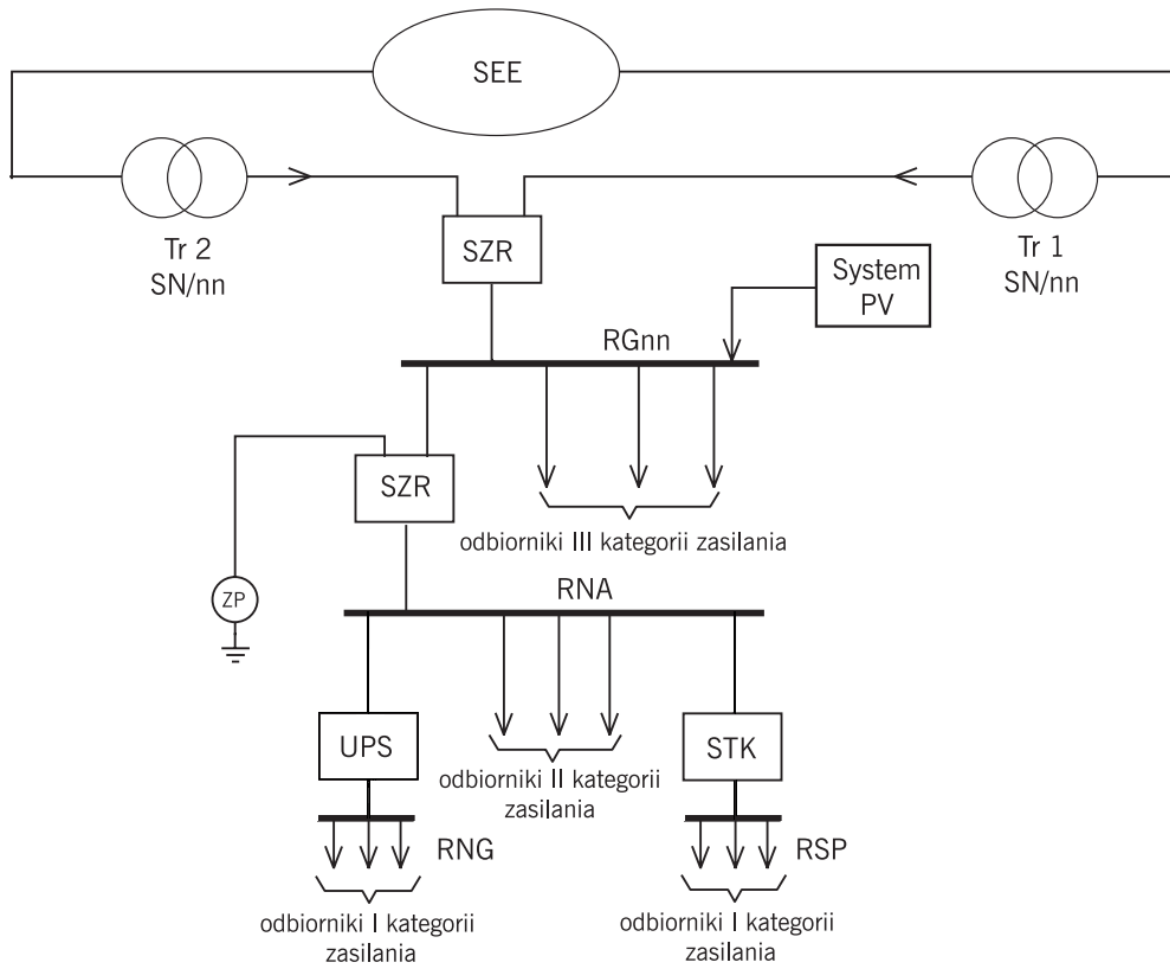 SEE
Tr 2
SN/nn
SZR
Tr 1
SN/nn
System
PV
RGnn
SZR
odbiorniki III kategorii zasilania
ZP
RNA
UPS
STK
odbiorniki II kategorii
zasilania
RNG
RSP
odbiorniki I kategorii
zasilania
odbiorniki I kategorii
zasilania